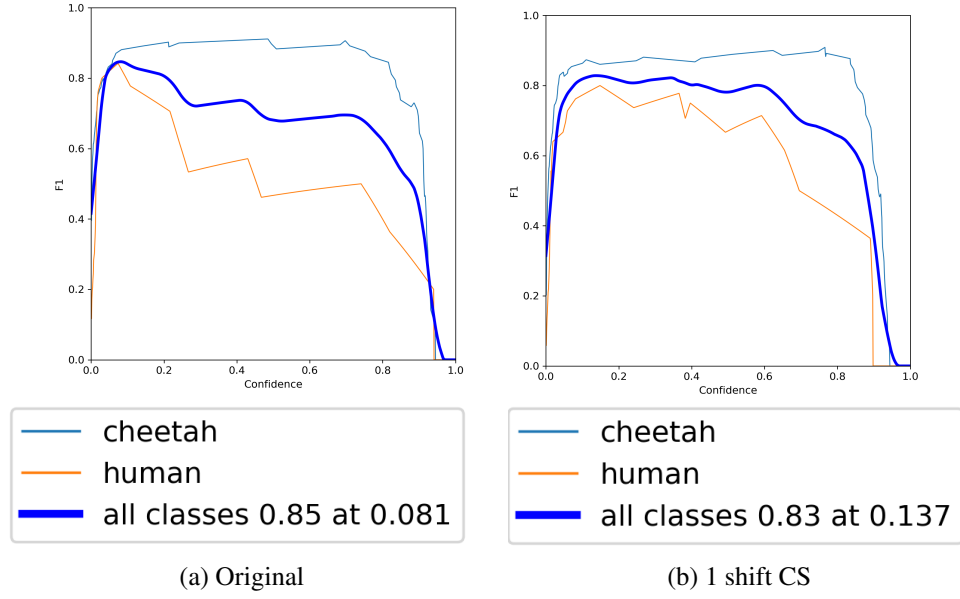 1.0
0.8
0.6
0.4
0.2
0.0
F1
0.0 0.2 0.4 0.6 0.8 1.0
Confidence
cheetah
human
all classes 0.85 at 0.081
(a) Original
1.0
0.8
0.6
0.4
0.2
0.0
F1
0.0 0.2 0.4 0.6 0.8 1.0
Confidence
cheetah
human
all classes 0.83 at 0.137
(b) 1 shift CS